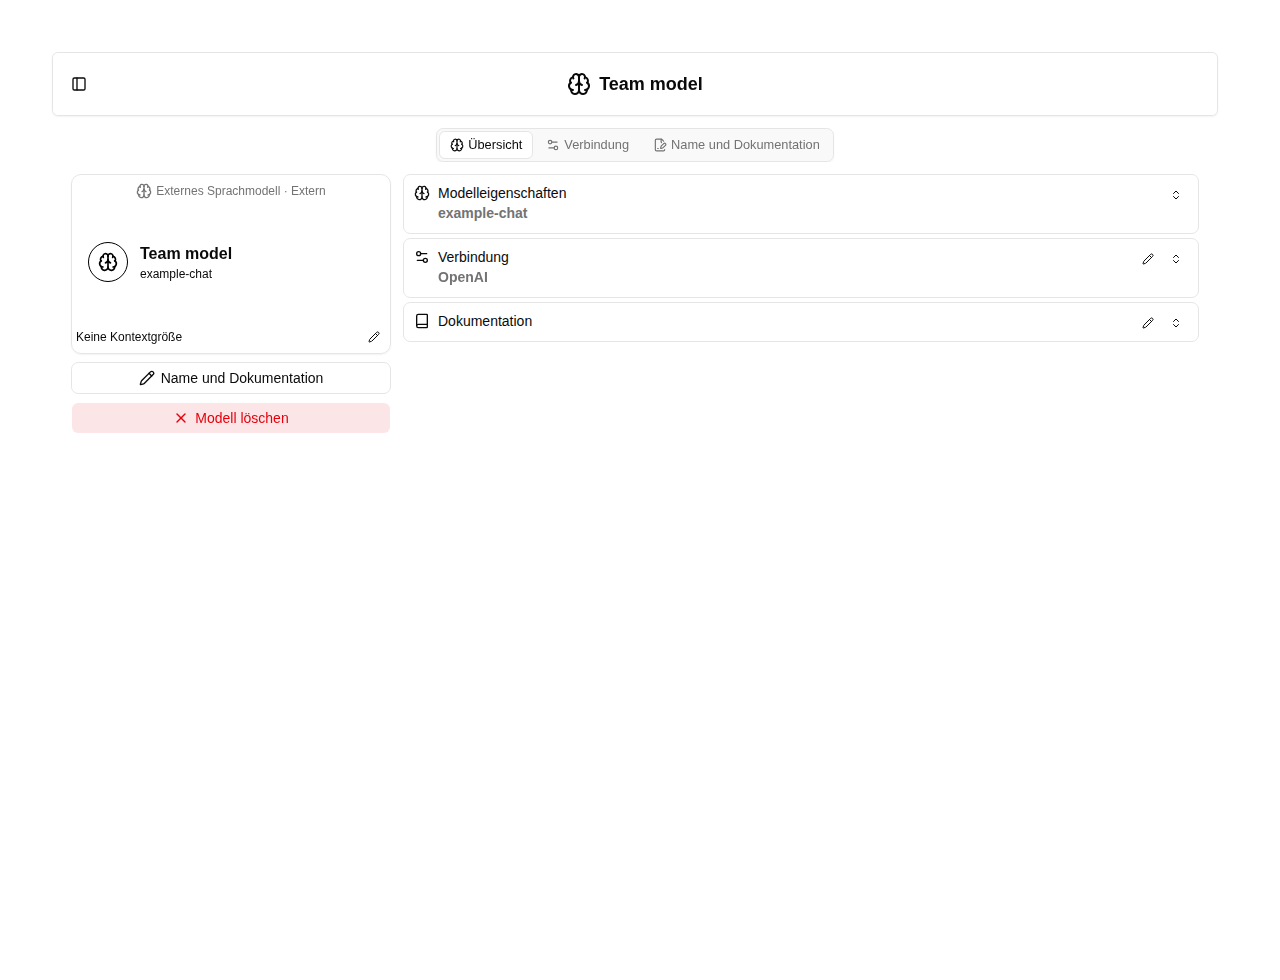 Team model
Übersicht
Verbindung
Name und Dokumentation
Externes Sprachmodell · Extern
Team model
example-chat
Keine Kontextgröße
Name und Dokumentation
Modell löschen
Modelleigenschaften
example-chat
Verbindung
OpenAI
Dokumentation